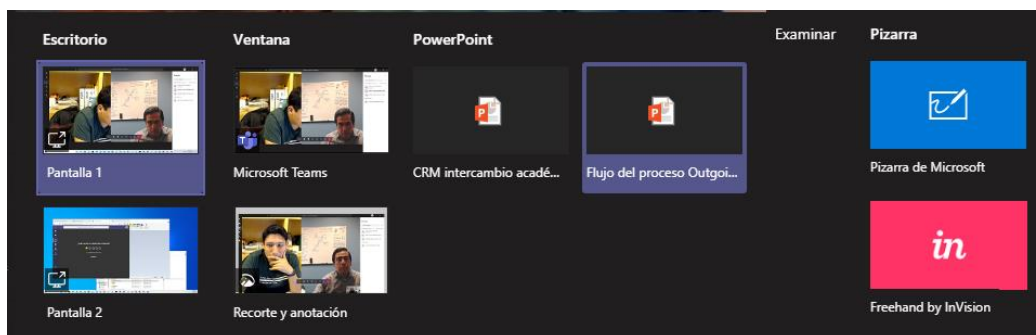 Escritorio
Ventana
PowerPoint
Examinar
Pizarra
Pantalla 1
Microsoft Teams
CRM intercambio acadé...
Flujo del proceso Outgoi...
Pizarra de Microsoft
Pantalla 2
Recorte y anotación
in
Freehand by InVision